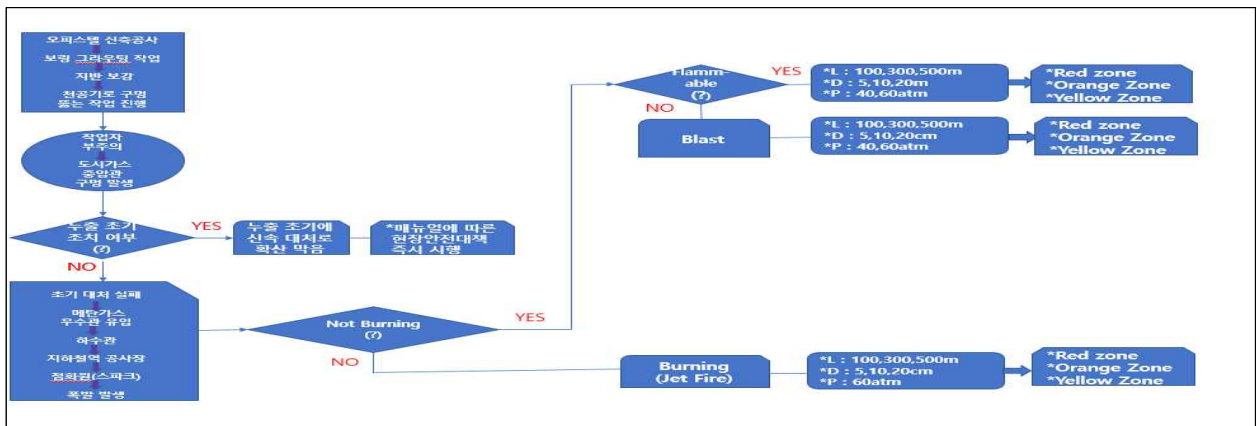 오피스텔 신축공사
보링 그라우팅 작업
지반 보강
천공기로 구멍
뚫는 작업 진행
작업자
부주의
도시가스
중압관
구멍 발생
누출 초기
조치 여부
(?)
YES
누출 초기에
신속 대처로
확산 막음
*매뉴얼에 따른
현장안전대책
즉시 시행
NO
초기 대처 실패
메탄가스
우수관 유입
하수관
지하철역 공사장
점화원(스파크)
폭발 발생
Not Burning
(?)
YES
NO
Flamm-
able
(?)
YES
*L : 100,300,500m
*D : 5,10,20m
*P : 40,60atm
*Red zone
*Orange Zone
*Yellow Zone
NO
Blast
*L : 100,300,500m
*D : 5,10,20cm
*P : 40,60atm
*Red zone
*Orange Zone
*Yellow Zone
Burning
(Jet Fire)
*L : 100,300,500m
*D : 5,10,20cm
*P : 60atm
*Red zone
*Orange Zone
*Yellow Zone